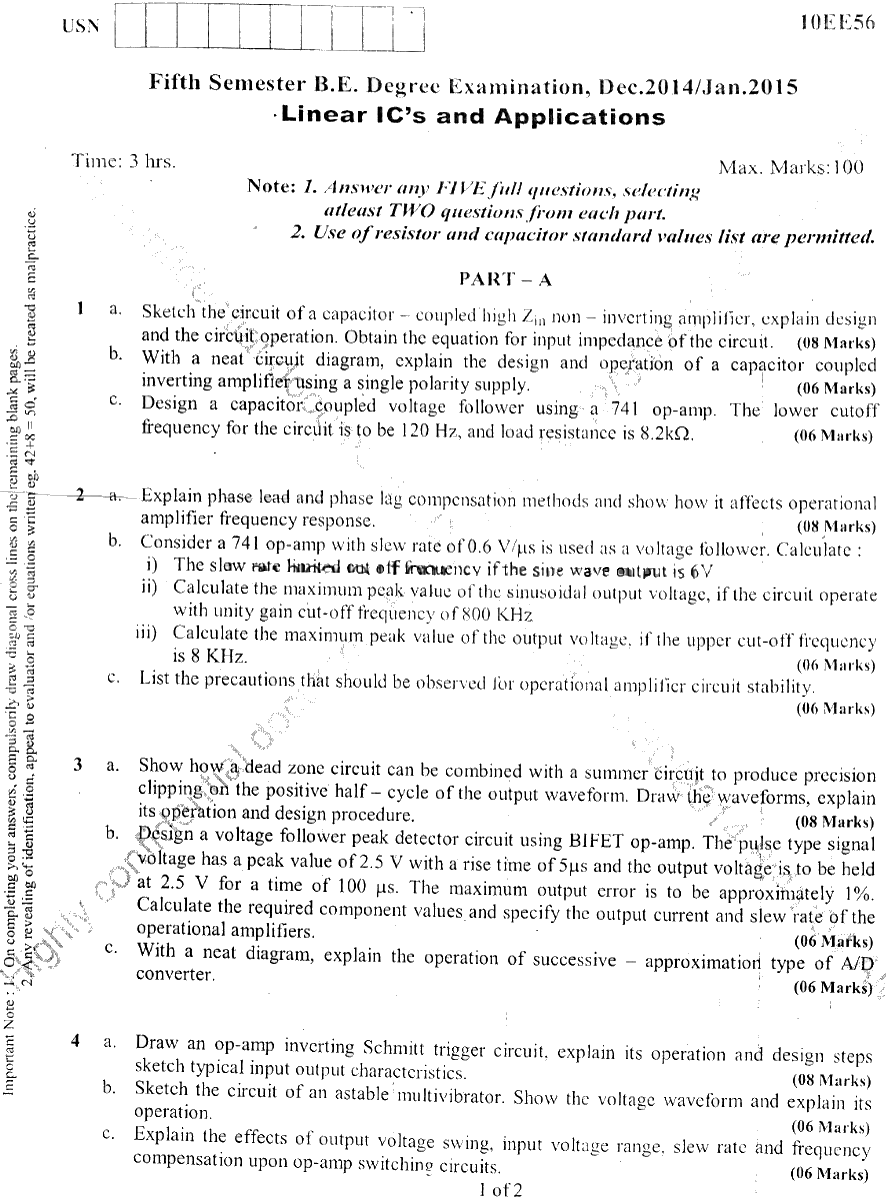 USN
10EE56
Fifth Semester B.E. Degree Examination, Dec.2014/Jan.2015
Linear IC's and Applications
Time: 3 hrs.
Max. Marks:100
Note: 1. Answer any FIVE full questions, selecting
atleast TWO questions from each part.
2. Use of resistor and capacitor standard values list are permitted.
PART – A
1 a. Sketch the circuit of a capacitor – coupled high Zin non – inverting amplifier, explain design
and the circuit operation. Obtain the equation for input impedance of the circuit. (08 Marks)
b. With a neat circuit diagram, explain the design and operation of a capacitor coupled
inverting amplifier using a single polarity supply. (06 Marks)
c. Design a capacitor coupled voltage follower using a 741 op-amp. The lower cutoff
frequency for the circuit is to be 120 Hz, and load resistance is 8.2kΩ. (06 Marks)
2 a. Explain phase lead and phase lag compensation methods and show how it affects operational
amplifier frequency response. (08 Marks)
b. Consider a 741 op-amp with slew rate of 0.6 V/μs is used as a voltage follower. Calculate :
i) The slow rate limited cut off frequency if the sine wave output is 6V
ii) Calculate the maximum peak value of the sinusoidal output voltage, if the circuit operate
with unity gain cut-off frequency of 800 KHz
iii) Calculate the maximum peak value of the output voltage, if the upper cut-off frequency
is 8 KHz. (06 Marks)
c. List the precautions that should be observed for operational amplifier circuit stability.
(06 Marks)
3 a. Show how a dead zone circuit can be combined with a summer circuit to produce precision
clipping on the positive half – cycle of the output waveform. Draw the waveforms, explain
its operation and design procedure. (08 Marks)
b. Design a voltage follower peak detector circuit using BIFET op-amp. The pulse type signal
voltage has a peak value of 2.5 V with a rise time of 5μs and the output voltage is to be held
at 2.5 V for a time of 100 μs. The maximum output error is to be approximately 1%.
Calculate the required component values and specify the output current and slew rate of the
operational amplifiers. (06 Marks)
c. With a neat diagram, explain the operation of successive – approximation type of A/D
converter. (06 Marks)
4 a. Draw an op-amp inverting Schmitt trigger circuit, explain its operation and design steps
sketch typical input output characteristics. (08 Marks)
b. Sketch the circuit of an astable multivibrator. Show the voltage waveform and explain its
operation. (06 Marks)
c. Explain the effects of output voltage swing, input voltage range, slew rate and frequency
compensation upon op-amp switching circuits. (06 Marks)
1 of 2
Important Note : 1. On completing your answers, compulsorily draw diagonal cross lines on the remaining blank pages.
2. Any revealing of identification, appeal to evaluator and /or equations written eg. 42+8 = 50, will be treated as malpractice.
Highly confidential doc